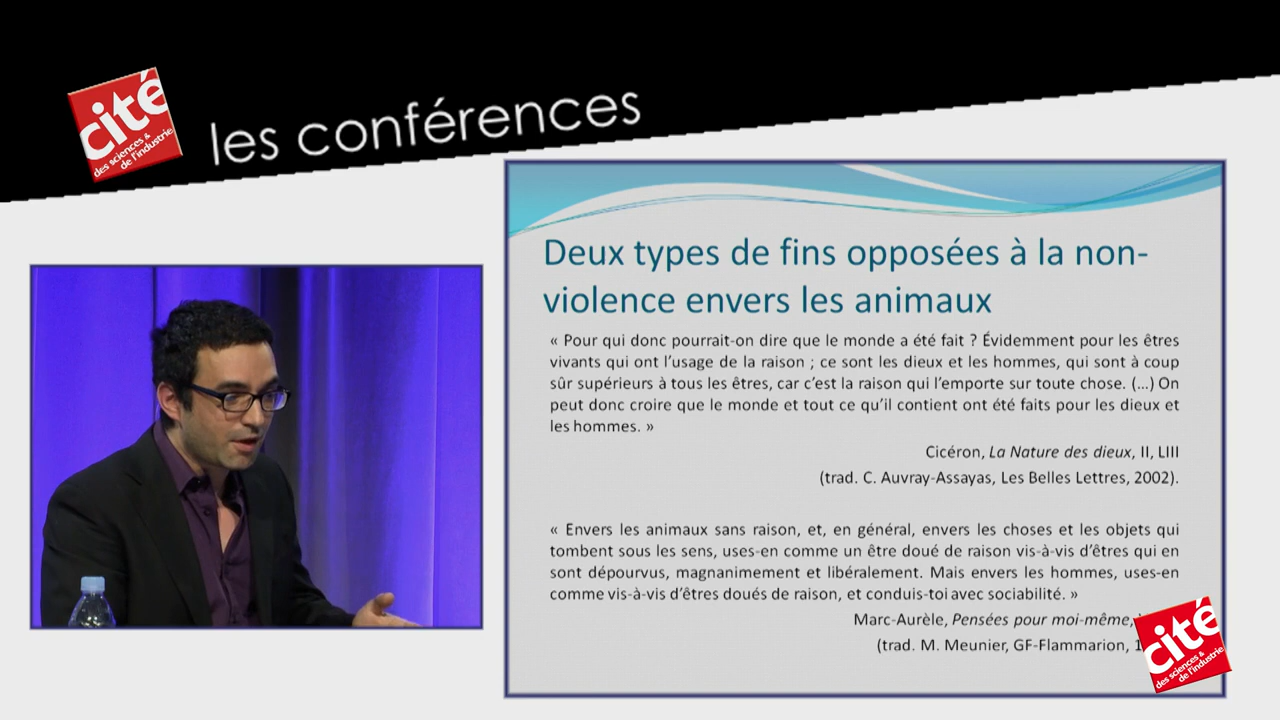 cité
des sciences &
de l'industrie
les conférences
Deux types de fins opposées à la non-
violence envers les animaux
« Pour qui donc pourrait-on dire que le monde a été fait ? Évidemment pour les êtres
vivants qui ont l'usage de la raison ; ce sont les dieux et les hommes, qui sont à coup
sûr supérieurs à tous les êtres, car c'est la raison qui l'emporte sur toute chose. (…) On
peut donc croire que le monde et tout ce qu'il contient ont été faits pour les dieux et
les hommes. »
Cicéron, La Nature des dieux, II, LIII
(trad. C. Auvray-Assayas, Les Belles Lettres, 2002).
« Envers les animaux sans raison, et, en général, envers les choses et les objets qui
tombent sous les sens, uses-en comme un être doué de raison vis-à-vis d'êtres qui en
sont dépourvus, magnanimement et libéralement. Mais envers les hommes, uses-en
comme vis-à-vis d'êtres doués de raison, et conduis-toi avec sociabilité. »
Marc-Aurèle, Pensées pour moi-même,
(trad. M. Meunier, GF-Flammarion,
cité
des sciences &
de l'industrie